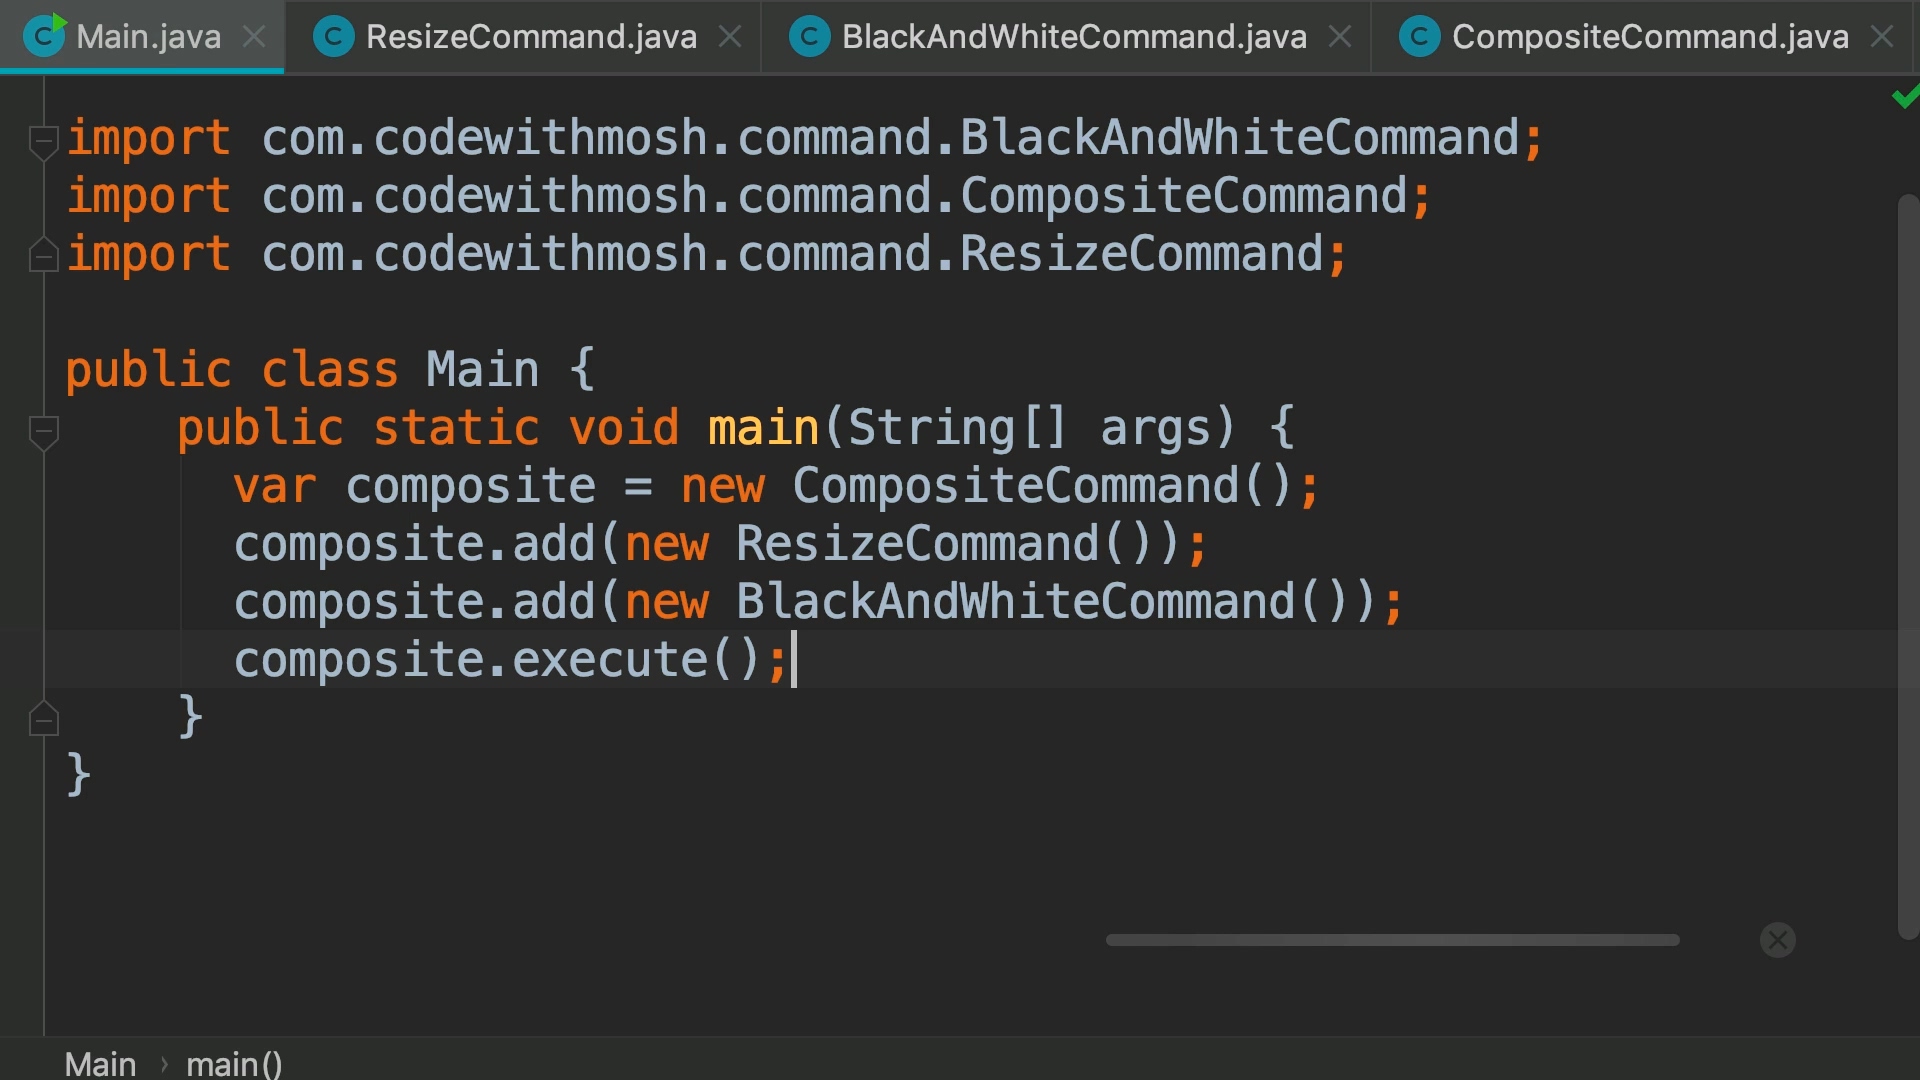 Main.java ResizeCommand.java BlackAndWhiteCommand.java CompositeCommand.java
import com.codewithmosh.command.BlackAndWhiteCommand;
import com.codewithmosh.command.CompositeCommand;
import com.codewithmosh.command.ResizeCommand;
public class Main {
public static void main(String[] args) {
var composite = new CompositeCommand();
composite.add(new ResizeCommand());
composite.add(new BlackAndWhiteCommand());
composite.execute();
}
}
Main › main()